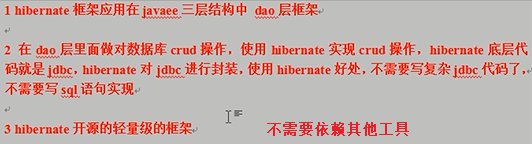 1 hibernate 框架应用在 javaee 三层结构中 dao 层框架
2 在 dao 层里面做对数据库 crud 操作，使用 hibernate 实现 crud 操作，hibernate 底层代
码就是 jdbc，hibernate 对 jdbc 进行封装，使用 hibernate 好处，不需要写复杂 jdbc 代码了，
不需要写 sql 语句实现
3 hibernate 开源的轻量级的框架 不需要依赖其他工具